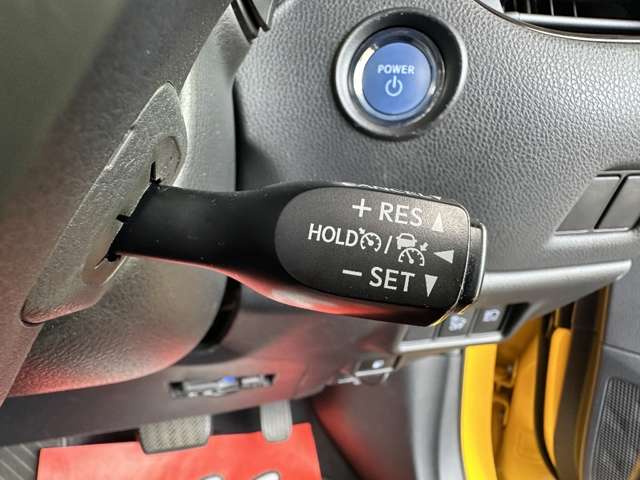 POWER
+ RES ▲
HOLD / ◀
− SET ▼